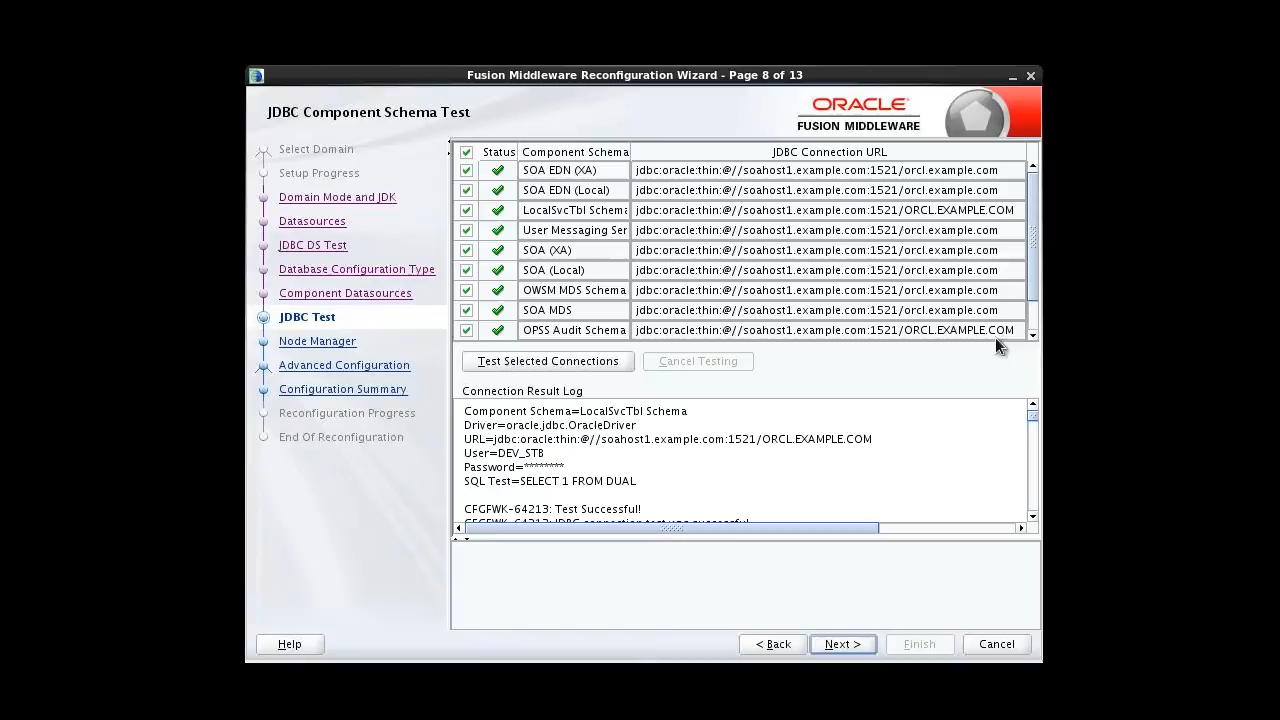 Fusion Middleware Reconfiguration Wizard - Page 8 of 13
JDBC Component Schema Test
ORACLE
FUSION MIDDLEWARE
Select Domain
Setup Progress
Domain Mode and JDK
Datasources
JDBC DS Test
Database Configuration Type
Component Datasources
JDBC Test
Node Manager
Advanced Configuration
Configuration Summary
Reconfiguration Progress
End Of Reconfiguration
Status Component Schema JDBC Connection URL
SOA EDN (XA) jdbc:oracle:thin:@//soahost1.example.com:1521/orcl.example.com
SOA EDN (Local) jdbc:oracle:thin:@//soahost1.example.com:1521/orcl.example.com
LocalSvcTbl Schema jdbc:oracle:thin:@//soahost1.example.com:1521/ORCL.EXAMPLE.COM
User Messaging Ser jdbc:oracle:thin:@//soahost1.example.com:1521/orcl.example.com
SOA (XA) jdbc:oracle:thin:@//soahost1.example.com:1521/orcl.example.com
SOA (Local) jdbc:oracle:thin:@//soahost1.example.com:1521/orcl.example.com
OWSM MDS Schema jdbc:oracle:thin:@//soahost1.example.com:1521/orcl.example.com
SOA MDS jdbc:oracle:thin:@//soahost1.example.com:1521/orcl.example.com
OPSS Audit Schema jdbc:oracle:thin:@//soahost1.example.com:1521/ORCL.EXAMPLE.COM
Test Selected Connections Cancel Testing
Connection Result Log
Component Schema=LocalSvcTbl Schema
Driver=oracle.jdbc.OracleDriver
URL=jdbc:oracle:thin:@//soahost1.example.com:1521/ORCL.EXAMPLE.COM
User=DEV_STB
Password=********
SQL Test=SELECT 1 FROM DUAL
CFGFWK-64213: Test Successful!
CFGFWK-64213: JDBC connection test was successful.
Help < Back Next > Finish Cancel